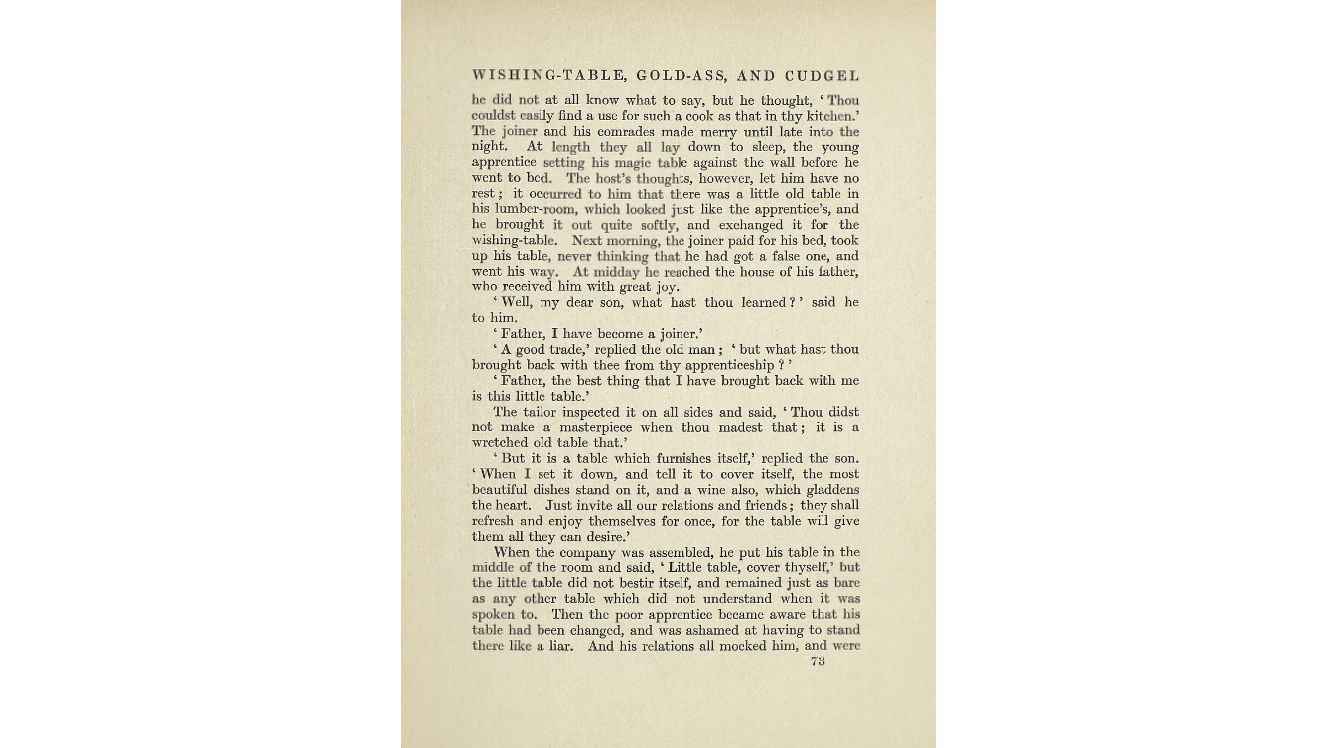 WISHING-TABLE, GOLD-ASS, AND CUDGEL
he did not at all know what to say, but he thought, ‘Thou
couldst easily find a use for such a cook as that in thy kitchen.’
The joiner and his comrades made merry until late into the
night. At length they all lay down to sleep, the young
apprentice setting his magic table against the wall before he
went to bed. The host’s thoughts, however, let him have no
rest; it occurred to him that there was a little old table in
his lumber-room, which looked just like the apprentice’s, and
he brought it out quite softly, and exchanged it for the
wishing-table. Next morning, the joiner paid for his bed, took
up his table, never thinking that he had got a false one, and
went his way. At midday he reached the house of his father,
who received him with great joy.
‘Well, my dear son, what hast thou learned?’ said he
to him.
‘Father, I have become a joiner.’
‘A good trade,’ replied the old man; ‘but what hast thou
brought back with thee from thy apprenticeship?’
‘Father, the best thing that I have brought back with me
is this little table.’
The tailor inspected it on all sides and said, ‘Thou didst
not make a masterpiece when thou madest that; it is a
wretched old table that.’
‘But it is a table which furnishes itself,’ replied the son.
‘When I set it down, and tell it to cover itself, the most
beautiful dishes stand on it, and a wine also, which gladdens
the heart. Just invite all our relations and friends; they shall
refresh and enjoy themselves for once, for the table will give
them all they can desire.’
When the company was assembled, he put his table in the
middle of the room and said, ‘Little table, cover thyself,’ but
the little table did not bestir itself, and remained just as bare
as any other table which did not understand when it was
spoken to. Then the poor apprentice became aware that his
table had been changed, and was ashamed at having to stand
there like a liar. And his relations all mocked him, and were
73